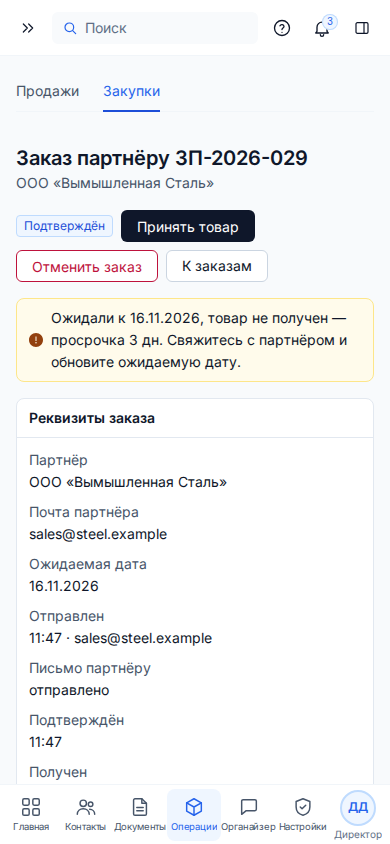 Поиск
3
Продажи
Закупки
Заказ партнёру ЗП-2026-029
ООО «Вымышленная Сталь»
Подтверждён
Принять товар
Отменить заказ
К заказам
Ожидали к 16.11.2026, товар не получен —
просрочка 3 дн. Свяжитесь с партнёром и
обновите ожидаемую дату.
Реквизиты заказа
Партнёр
ООО «Вымышленная Сталь»
Почта партнёра
sales@steel.example
Ожидаемая дата
16.11.2026
Отправлен
11:47 · sales@steel.example
Письмо партнёру
отправлено
Подтверждён
11:47
Получен
Главная
Контакты
Документы
Операции
Органайзер
Настройки
ДД
Директор